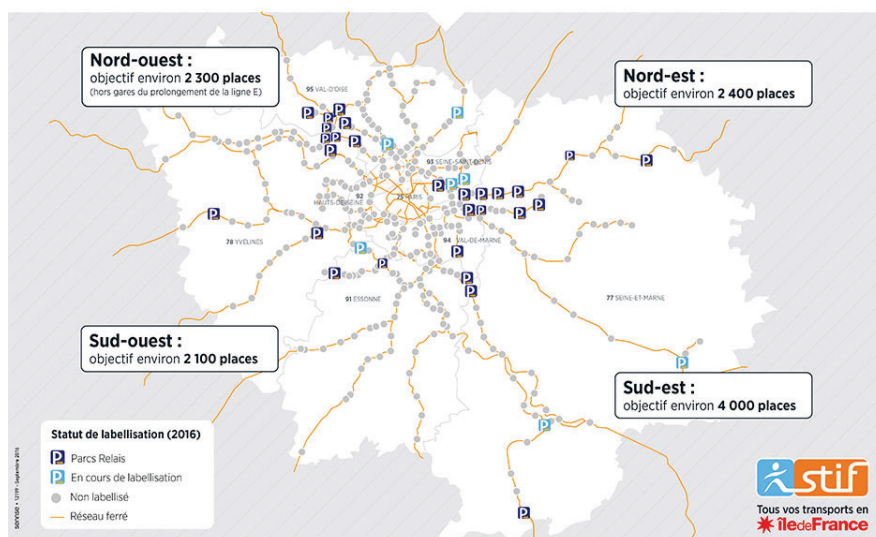 Nord-ouest :
objectif environ 2 300 places
(hors gares du prolongement de la ligne E)
Nord-est :
objectif environ 2 400 places
95 VAL-D'OISE
93 SEINE-SAINT-DENIS
92
HAUTS-DE-SEINE
75 PARIS
78 YVELINES
94 VAL-DE-MARNE
91 ESSONNE
77 SEINE-ET-MARNE
Sud-ouest :
objectif environ 2 100 places
Sud-est :
objectif environ 4 000 places
Statut de labellisation (2016)
P Parcs Relais
P En cours de labellisation
Non labellisé
Réseau ferré
stif
Tous vos transports en
île de France